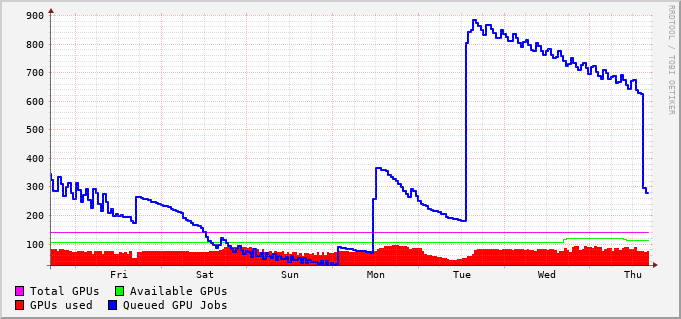 900
800
700
600
500
400
300
200
100
Fri Sat Sun Mon Tue Wed Thu
Total GPUs Available GPUs
GPUs used Queued GPU Jobs
RRDTOOL / TOBI OETIKER